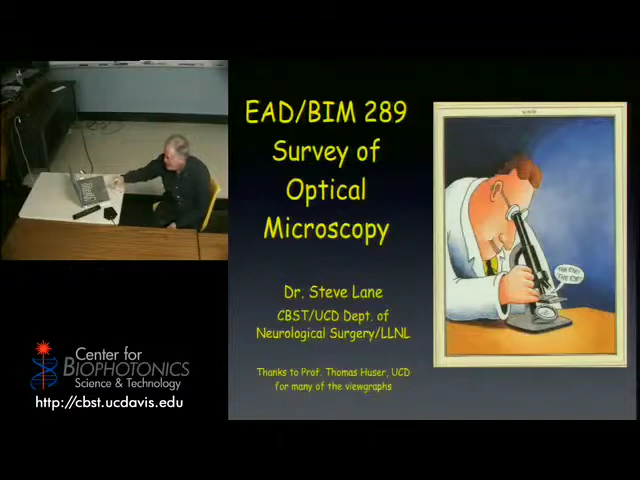 EAD/BIM 289
Survey of
Optical
Microscopy
Dr. Steve Lane
CBST/UCD Dept. of
Neurological Surgery/LLNL
Thanks to Prof. Thomas Huser, UCD
for many of the viewgraphs
Center for
BIOPHOTONICS
Science & Technology
http://cbst.ucdavis.edu